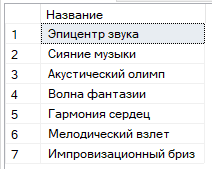 Название
1 Эпицентр звука
2 Сияние музыки
3 Акустический олимп
4 Волна фантазии
5 Гармония сердец
6 Мелодический взлет
7 Импровизационный бриз